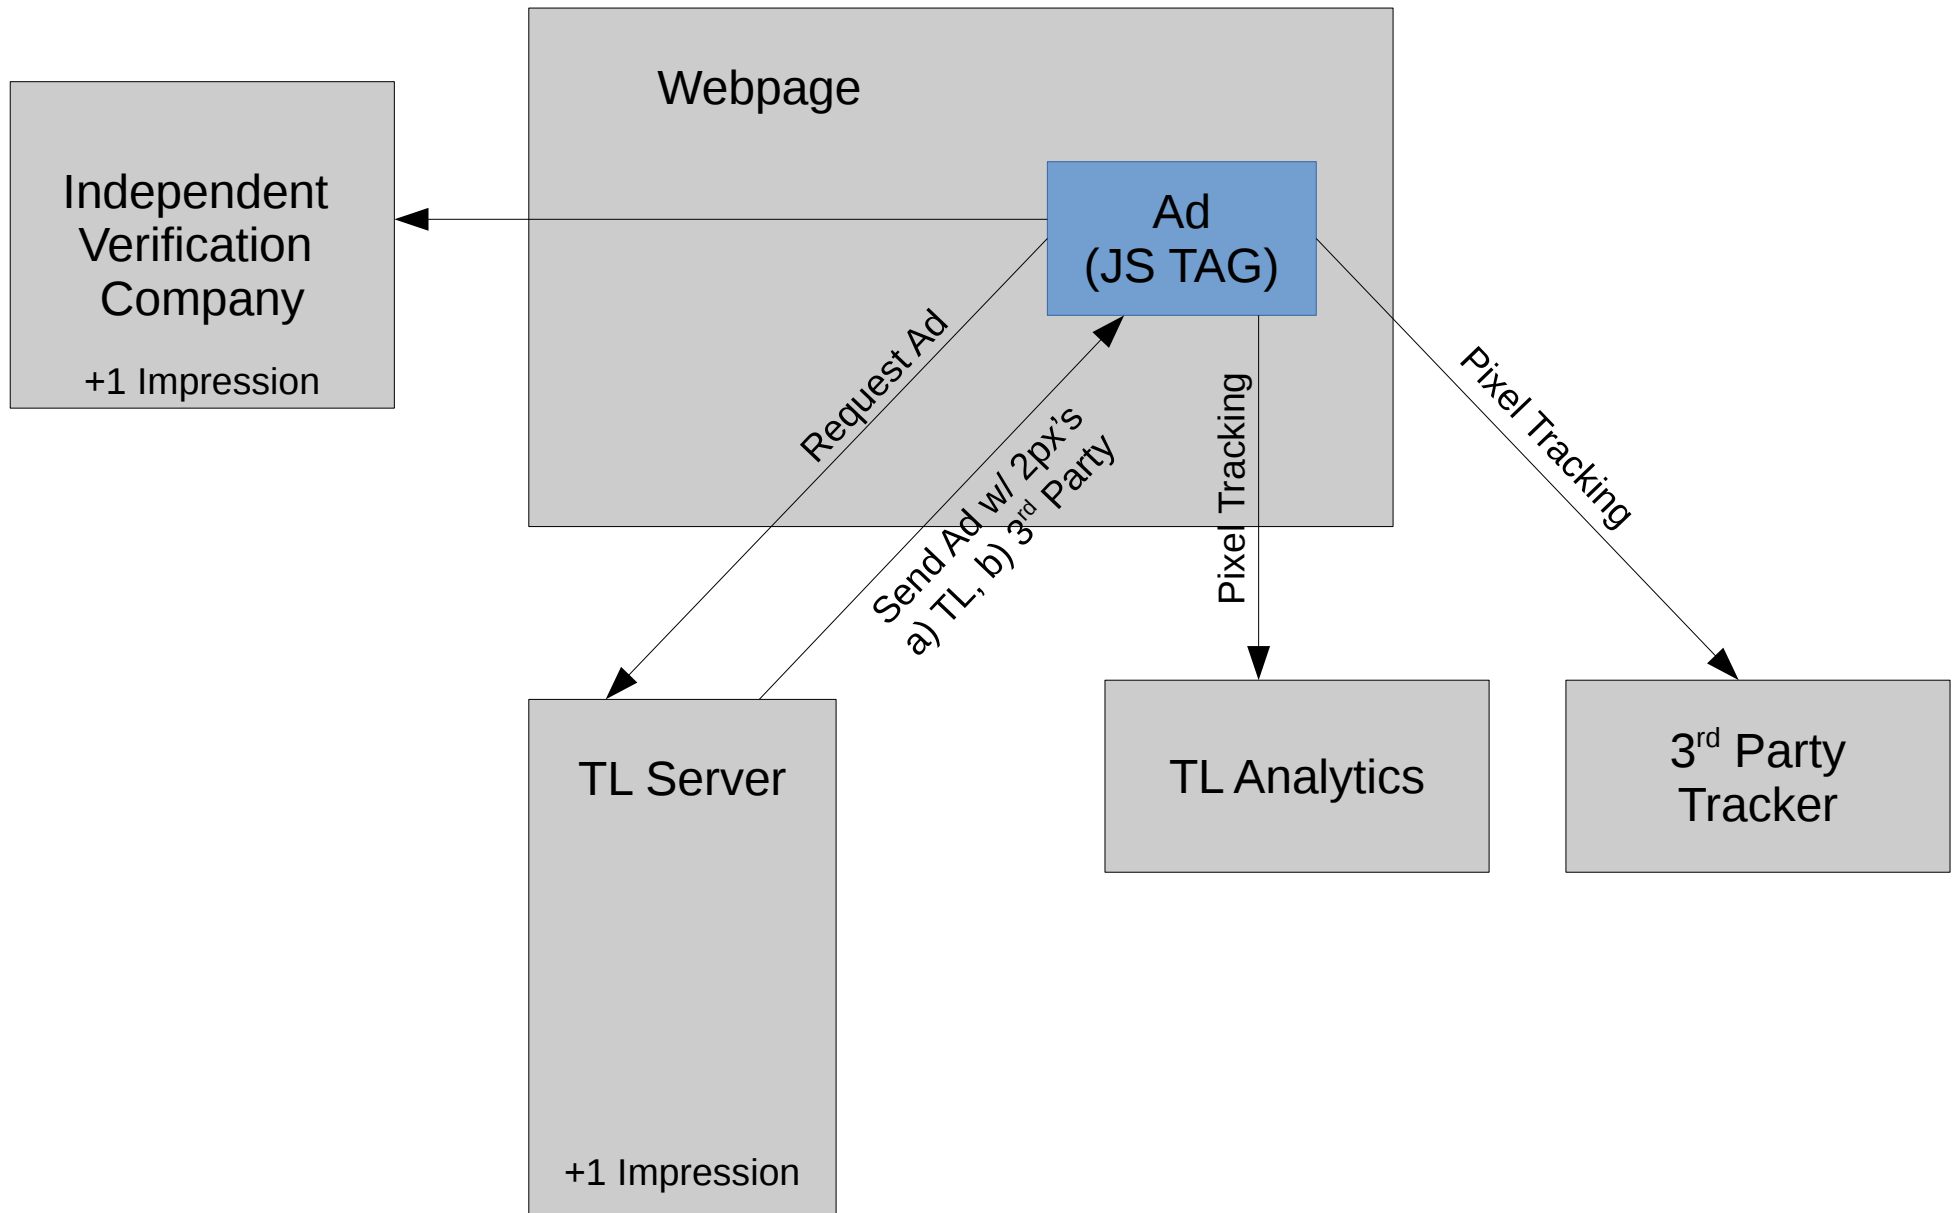 Webpage
Independent
Verification
Company
+1 Impression
Ad
(JS TAG)
Request Ad
Send Ad w/ 2px’s
a) TL, b) 3rd Party
Pixel Tracking
Pixel Tracking
TL Server
+1 Impression
TL Analytics
3rd Party
Tracker